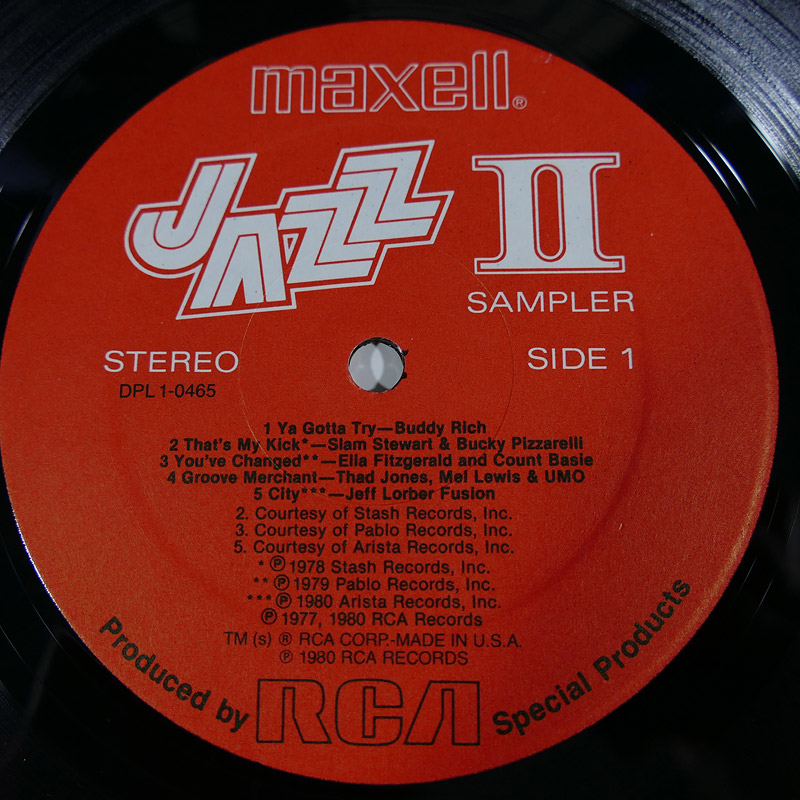 maxell®
JAZZ II
SAMPLER
STEREO
SIDE 1
DPL 1-0465
1 Ya Gotta Try—Buddy Rich
2 That's My Kick*—Slam Stewart & Bucky Pizzarelli
3 You've Changed**—Ella Fitzgerald and Count Basie
4 Groove Merchant—Thad Jones, Mel Lewis & UMO
5 City***—Jeff Lorber Fusion
2. Courtesy of Stash Records, Inc.
3. Courtesy of Pablo Records, Inc.
5. Courtesy of Arista Records, Inc.
* ℗ 1978 Stash Records, Inc.
** ℗ 1979 Pablo Records, Inc.
*** ℗ 1980 Arista Records, Inc.
℗ 1977, 1980 RCA Records
TM (s) ® RCA CORP.-MADE IN U.S.A.
℗ 1980 RCA RECORDS
Produced by RCA Special Products